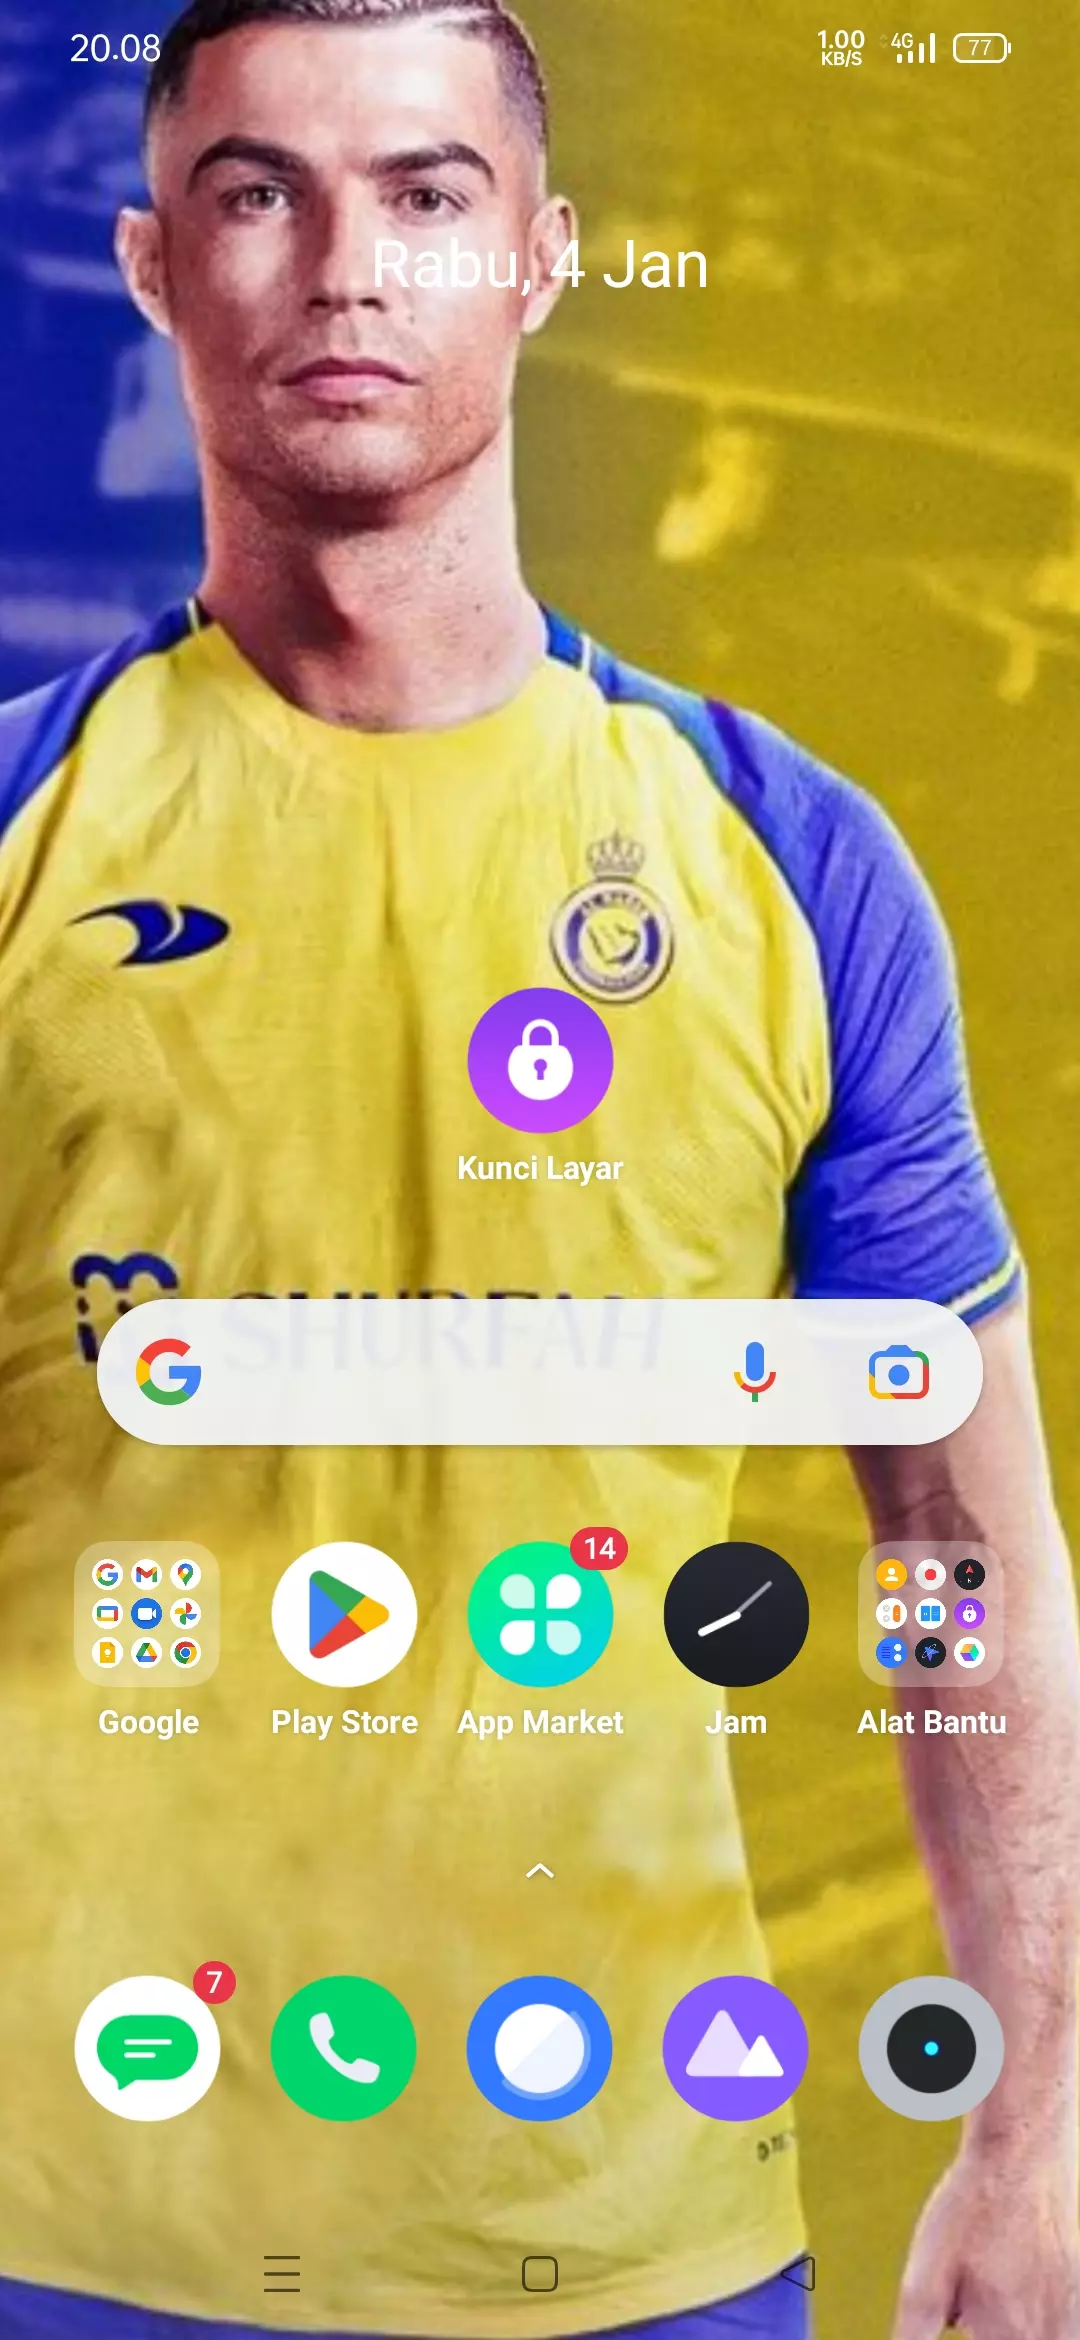 20.08
1.00
KB/S
4G
77
Rabu, 4 Jan
Kunci Layar
SHURFAH
14
Google
Play Store
App Market
Jam
Alat Bantu
7